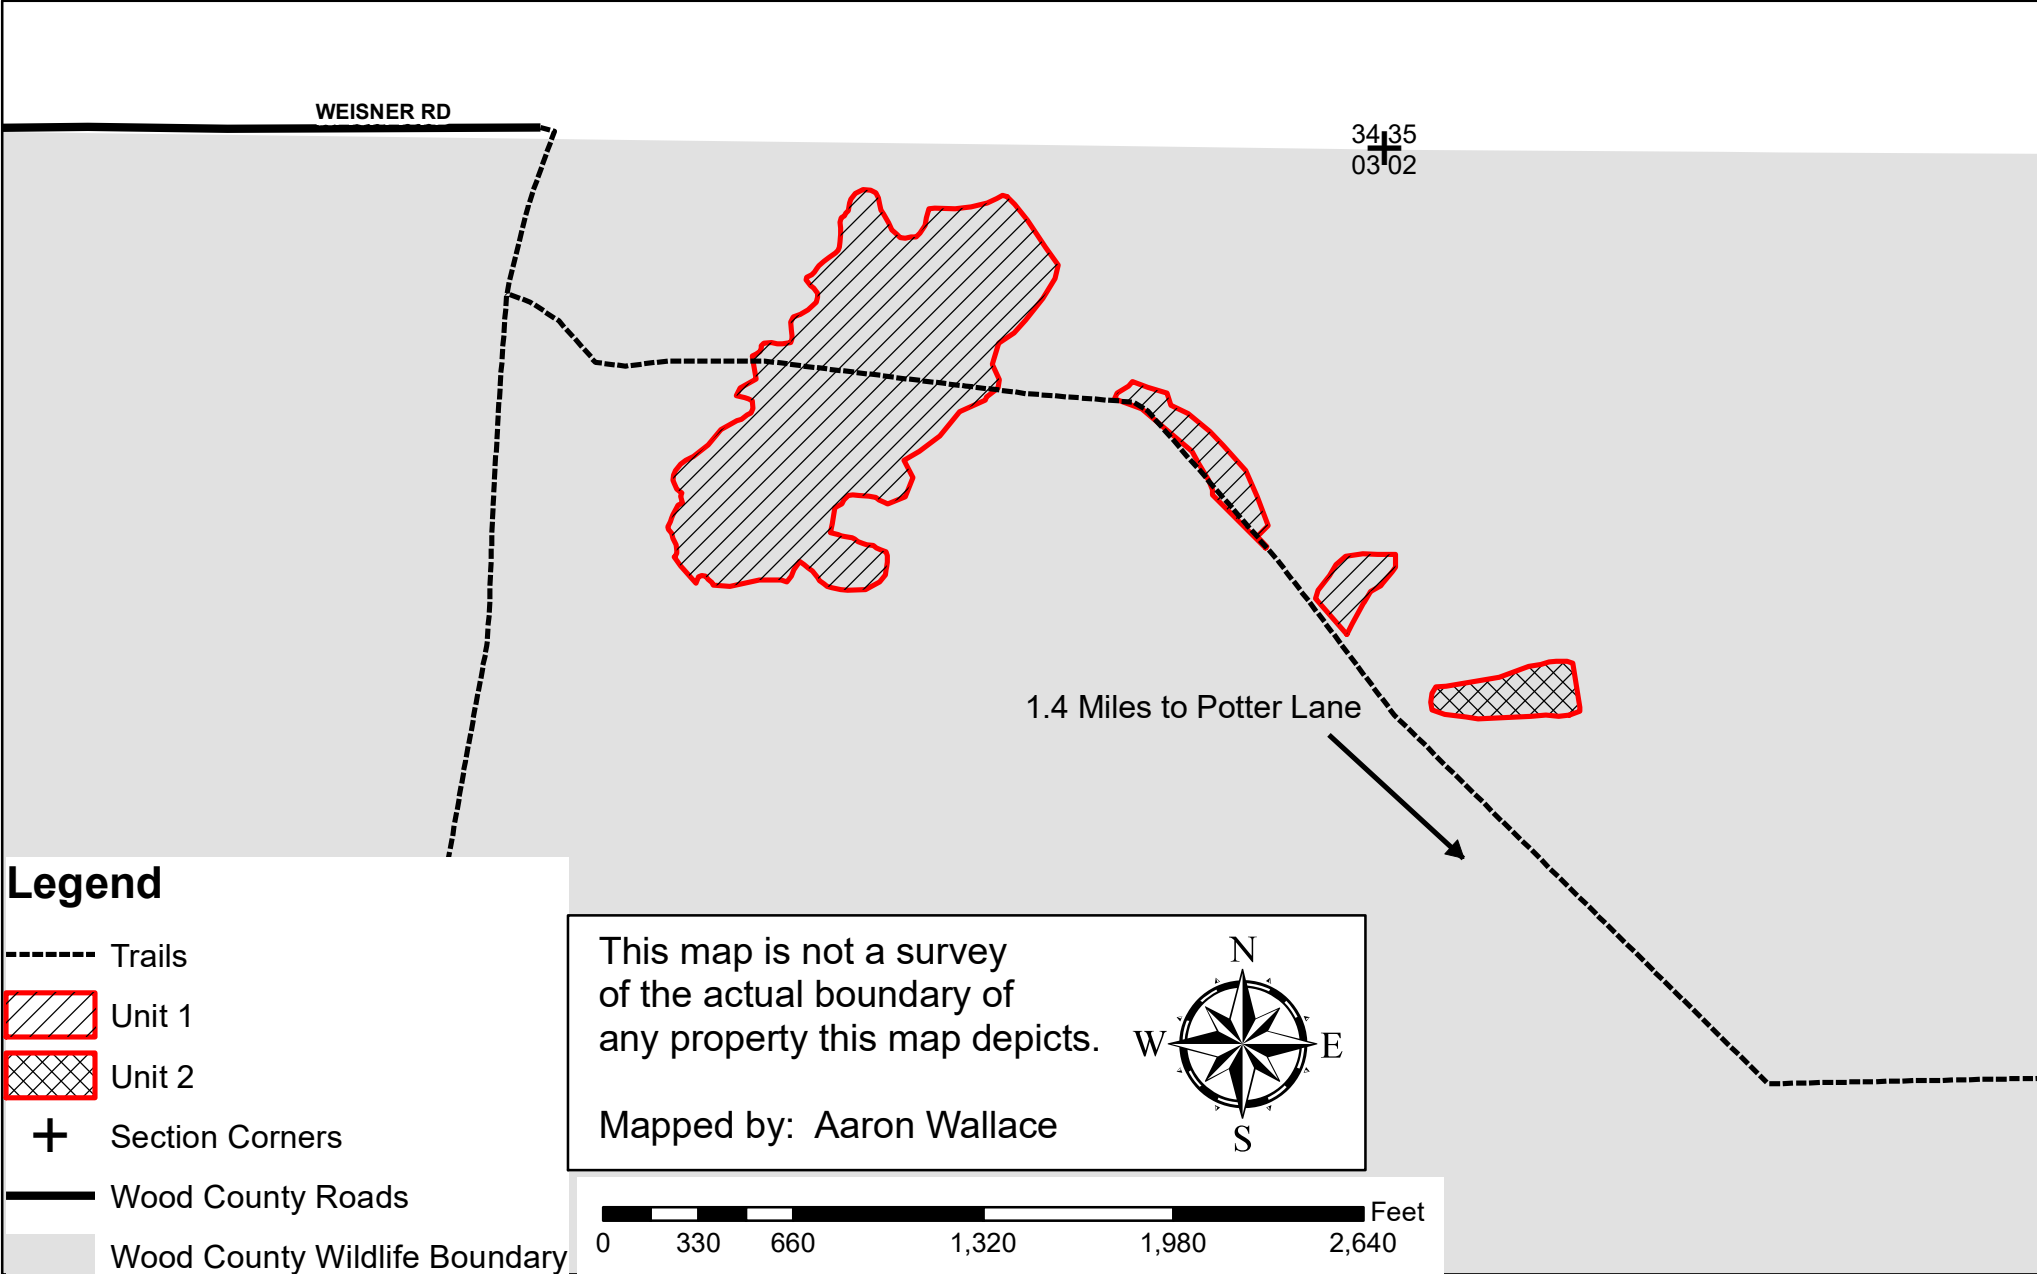 WEISNER RD
34 35
03 02
1.4 Miles to Potter Lane
Legend
Trails
Unit 1
Unit 2
Section Corners
Wood County Roads
Wood County Wildlife Boundary
This map is not a survey
of the actual boundary of
any property this map depicts.
Mapped by: Aaron Wallace
N
W E
S
Feet
0 330 660 1,320 1,980 2,640